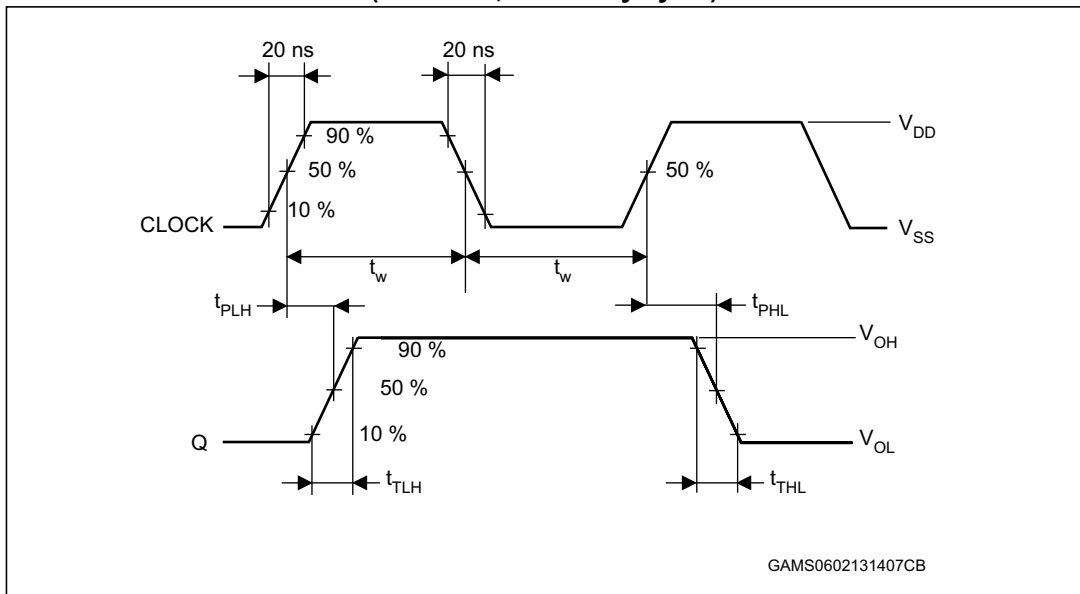 20 ns 20 ns
90 %
50 %
10 %
50 %
V_DD
CLOCK
V_SS
t_w t_w
t_PLH t_PHL
V_OH
90 %
50 %
10 %
Q
V_OL
t_TLH t_THL
GAMS0602131407CB